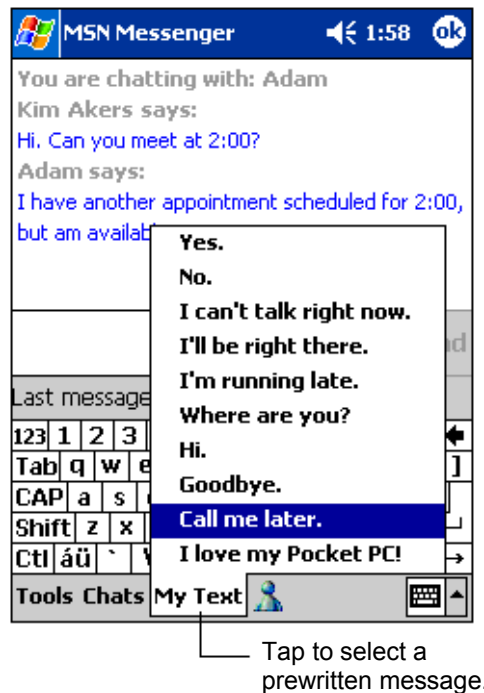 MSN Messenger 1:58 ok
You are chatting with: Adam
Kim Akers says:
Hi. Can you meet at 2:00?
Adam says:
I have another appointment scheduled for 2:00,
but am
Yes.
No.
I can't talk right now.
I'll be right there.
I'm running late.
Where are you?
Hi.
Goodbye.
Call me later.
I love my Pocket PC!
Last message
123 1 2 3
Tab q w e ]
CAP a s
Shift z x
Ctl áü `
Tools Chats My Text
Tap to select a
prewritten message.